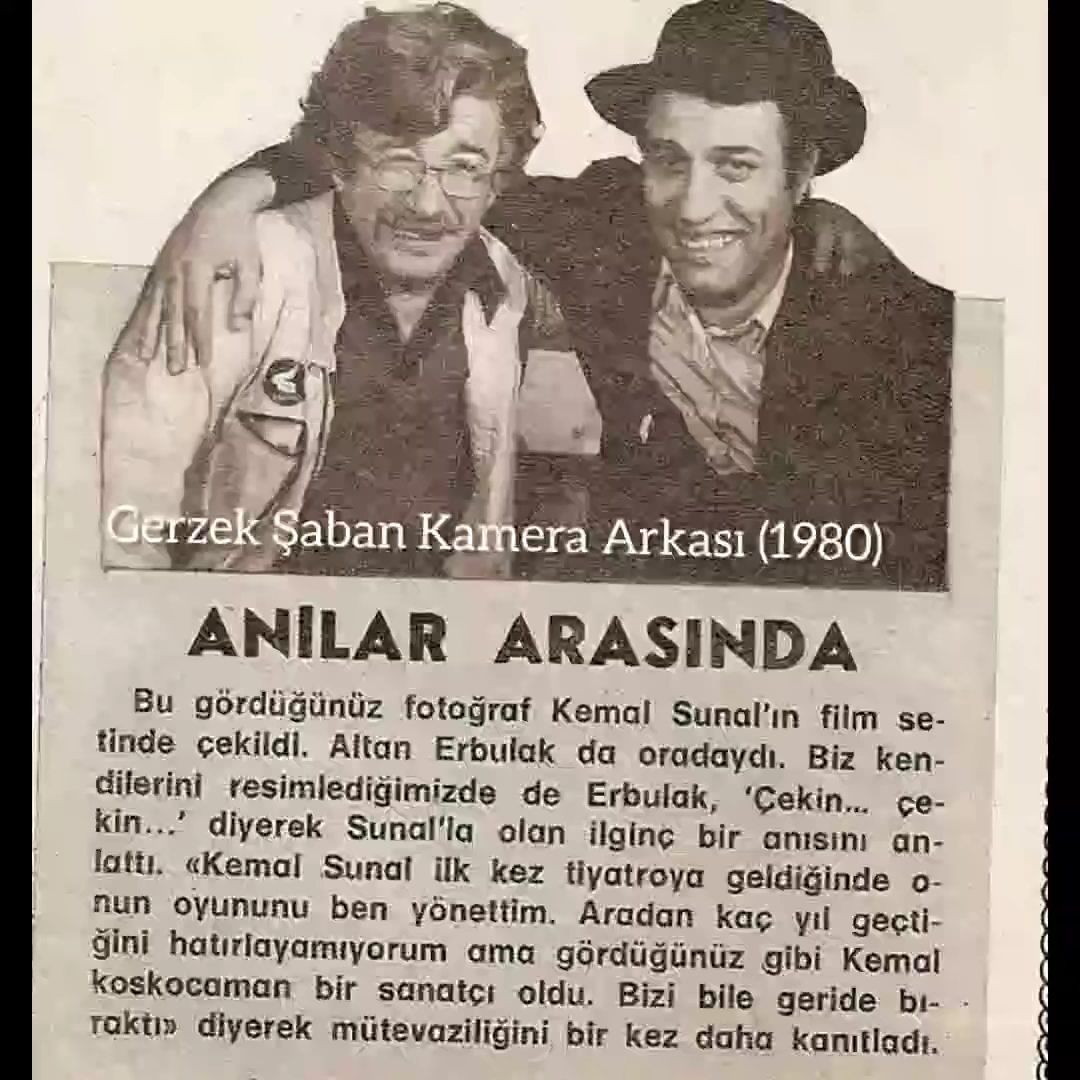 Gerzek Şaban Kamera Arkası (1980)
ANİLAR ARASINDA
Bu gördüğünüz fotoğraf Kemal Sunal'ın film se-
tinde çekildi. Altan Erbulak da oradaydı. Biz ken-
dilerini resimlediğimizde de Erbulak, 'Çekin... çe-
kin...' diyerek Sunal'la olan ilginç bir anısını an-
lattı. «Kemal Sunal ilk kez tiyatroya geldiğinde o-
nun oyununu ben yönettim. Aradan kaç yıl geçti-
ğini hatırlayamıyorum ama gördüğünüz gibi Kemal
koskocaman bir sanatçı oldu. Bizi bile geride bı-
raktı» diyerek mütevaziliğini bir kez daha kanıtladı.